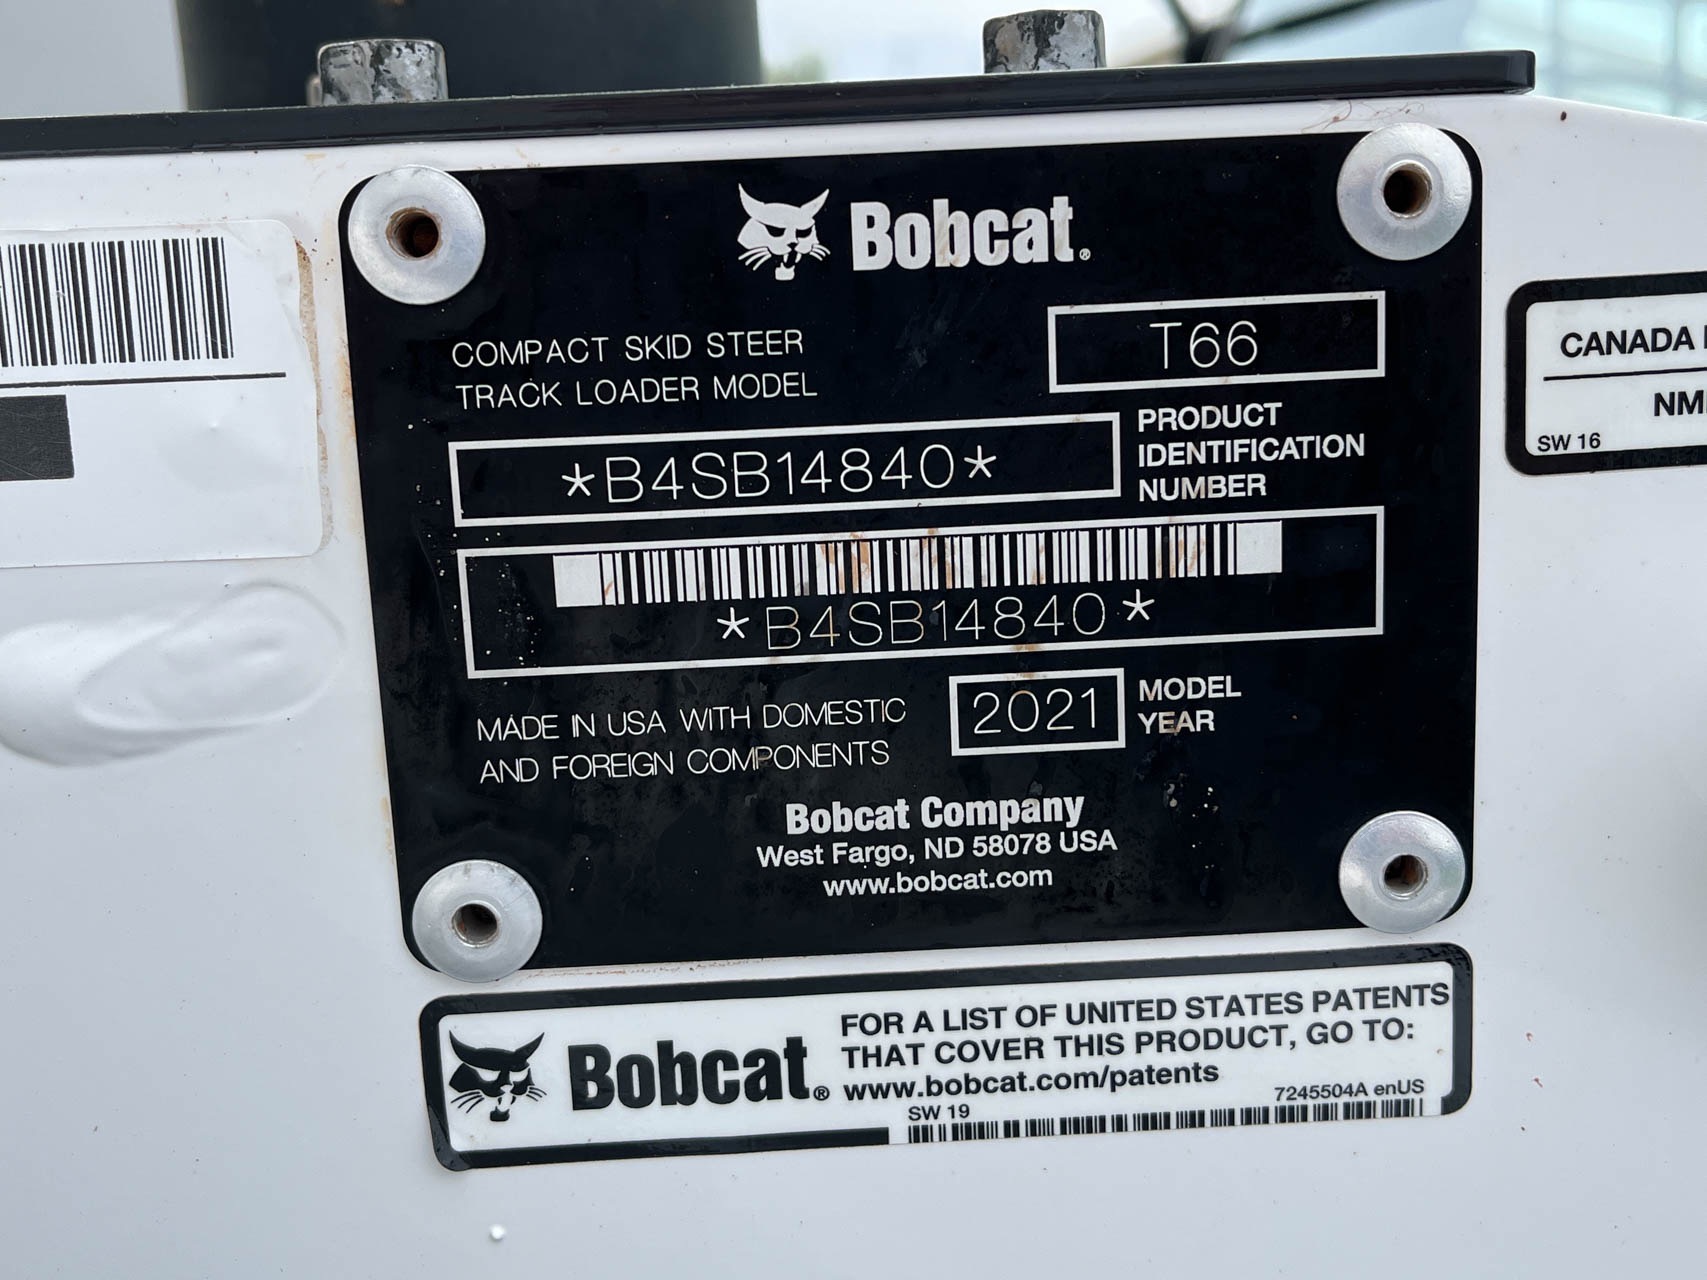 Bobcat®
COMPACT SKID STEER
TRACK LOADER MODEL
T66
*B4SB14840*
PRODUCT
IDENTIFICATION
NUMBER
*B4SB14840*
MADE IN USA WITH DOMESTIC
AND FOREIGN COMPONENTS
2021
MODEL
YEAR
Bobcat Company
West Fargo, ND 58078 USA
www.bobcat.com
CANADA
SW 16
Bobcat®
FOR A LIST OF UNITED STATES PATENTS
THAT COVER THIS PRODUCT, GO TO:
www.bobcat.com/patents
7245504A enUS
SW 19